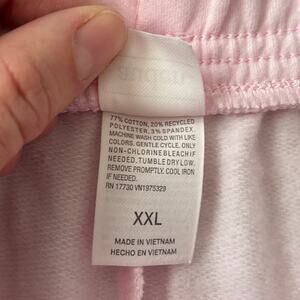 77% COTTON, 20% RECYCLED
POLYESTER, 3% SPANDEX.
MACHINE WASH COLD WITH LIKE
COLORS. GENTLE CYCLE. ONLY
NON-CHLORINE BLEACH IF
NEEDED. TUMBLE DRY LOW.
REMOVE PROMPTLY. COOL IRON
IF NEEDED.
RN 17730 VN1975329
XXL
MADE IN VIETNAM
HECHO EN VIETNAM